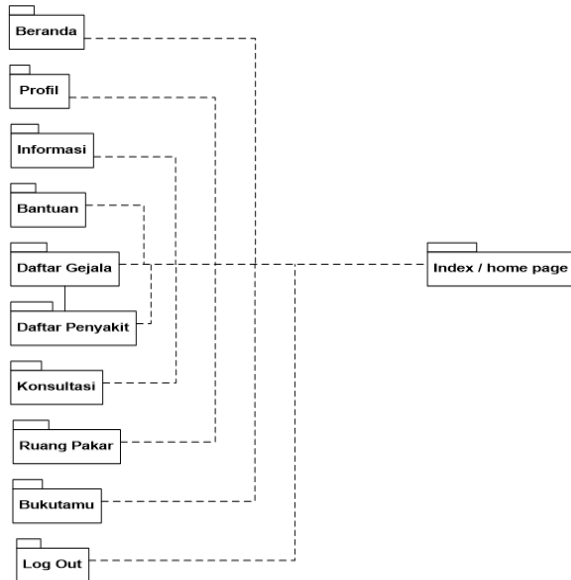 Beranda
Profil
Informasi
Bantuan
Daftar Gejala
Index / home page
Daftar Penyakit
Konsultasi
Ruang Pakar
Bukutamu
Log Out